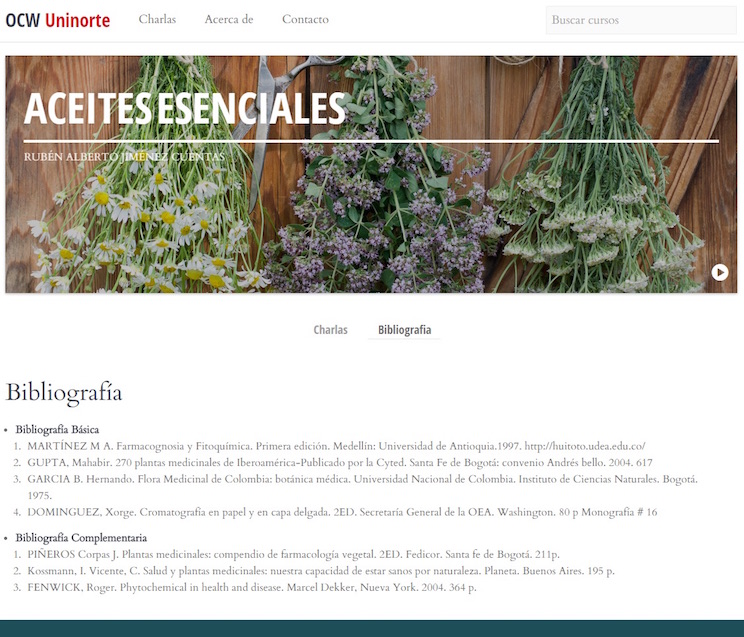 OCW Uninorte Charlas Acerca de Contacto Buscar cursos
ACEITES ESENCIALES
RUBÉN ALBERTO JIMÉNEZ CUENTAS
Charlas Bibliografia
Bibliografía
Bibliografía Básica
1. MARTÍNEZ M A. Farmacognosia y Fitoquímica. Primera edición. Medellín: Universidad de Antioquia.1997. http://huitoto.udea.edu.co/
2. GUPTA, Mahabir. 270 plantas medicinales de Iberoamérica-Publicado por la Cyted. Santa Fe de Bogotá: convenio Andrés bello. 2004. 617
3. GARCIA B. Hernando. Flora Medicinal de Colombia: botánica médica. Universidad Nacional de Colombia. Instituto de Ciencias Naturales. Bogotá.
1975.
4. DOMINGUEZ, Xorge. Cromatografía en papel y en capa delgada. 2ED. Secretaría General de la OEA. Washington. 80 p Monografía # 16
Bibliografía Complementaria
1. PIÑEROS Corpas J. Plantas medicinales: compendio de farmacología vegetal. 2ED. Fedicor. Santa fe de Bogotá. 211p.
2. Kossmann, I. Vicente, C. Salud y plantas medicinales: nuestra capacidad de estar sanos por naturaleza. Planeta. Buenos Aires. 195 p.
3. FENWICK, Roger. Phytochemical in health and disease. Marcel Dekker, Nueva York. 2004. 364 p.